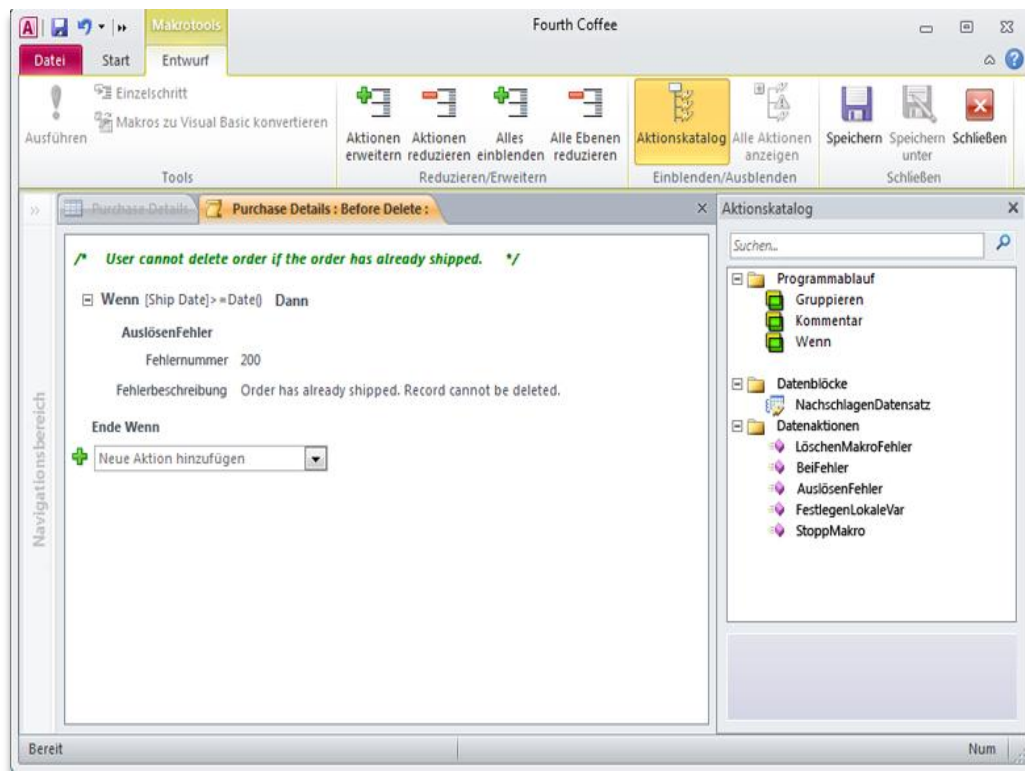 A Makrotools Fourth Coffee
Datei Start Entwurf
Ausführen
Einzelschritt
Makros zu Visual Basic konvertieren
Tools
Aktionen erweitern
Aktionen reduzieren
Alles einblenden
Alle Ebenen reduzieren
Reduzieren/Erweitern
Aktionskatalog
Alle Aktionen anzeigen
Einblenden/Ausblenden
Speichern
Speichern unter
Schließen
Schließen
Purchase Details
Purchase Details : Before Delete :
/* User cannot delete order if the order has already shipped. */
Wenn [Ship Date]>=Date() Dann
AuslösenFehler
Fehlernummer 200
Fehlerbeschreibung Order has already shipped. Record cannot be deleted.
Ende Wenn
Neue Aktion hinzufügen
Navigationsbereich
Aktionskatalog
Suchen...
Programmablauf
Gruppieren
Kommentar
Wenn
Datenblöcke
NachschlagenDatensatz
Datenaktionen
LöschenMakroFehler
BeiFehler
AuslösenFehler
FestlegenLokaleVar
StoppMakro
Bereit Num